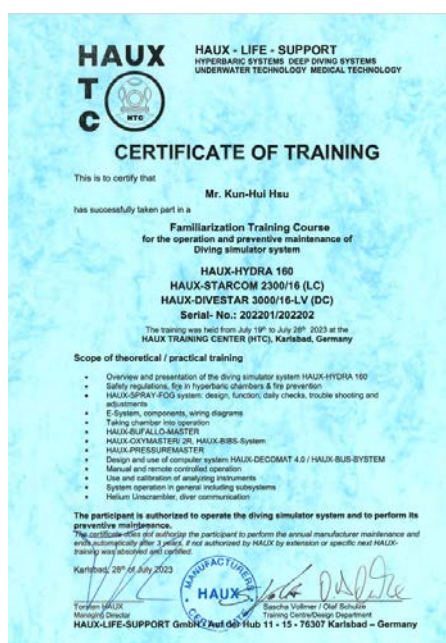 HAUX
T
C
HTC
HAUX - LIFE - SUPPORT
HYPERBARIC SYSTEMS DEEP DIVING SYSTEMS
UNDERWATER TECHNOLOGY MEDICAL TECHNOLOGY
CERTIFICATE OF TRAINING
This is to certify that
Mr. Kun-Hui Hsu
has successfully taken part in a
Familiarization Training Course
for the operation and preventive maintenance of
Diving simulator system
HAUX-HYDRA 160
HAUX-STARCOM 2300/16 (LC)
HAUX-DIVESTAR 3000/16-LV (DC)
Serial- No.: 202201/202202
The training was held from July 19th to July 28th 2023 at the
HAUX TRAINING CENTER (HTC), Karlsbad, Germany
Scope of theoretical / practical training
• Overview and presentation of the diving simulator system HAUX-HYDRA 160
• Safety regulations, fire in hyperbaric chambers & fire prevention
• HAUX-SPRAY-FOG system: design, function, daily checks, trouble shooting and
adjustments
• E-System, components, wiring diagrams
• Taking chamber into operation
• HAUX-BUFALLO-MASTER
• HAUX-OXYMASTER/ 2R, HAUX-BIBS-System
• HAUX-PRESSUREMASTER
• Design and use of computer system HAUX-DECOMAT 4.0 / HAUX-BUS-SYSTEM
• Manual and remote controlled operation
• Use and calibration of analyzing instruments
• System operation in general including subsystems
• Helium Unscrambler, diver communication
The participant is authorized to operate the diving simulator system and to perform its
preventive maintenance.
The certificate does not authorize the participant to perform the annual manufacturer maintenance and
ends automatically after 3 years, if not authorized by HAUX by extension or specific next HAUX-
training was absolved and certified.
Karlsbad, 28th of July 2023
MANUFACTURERS
HAUX
Torsten HAUX
Managing Director
Sascha Vollmer / Olaf Schulze
Training Centre/Design Department
HAUX-LIFE-SUPPORT GmbH / Auf der Hub 11 - 15 - 76307 Karlsbad – Germany